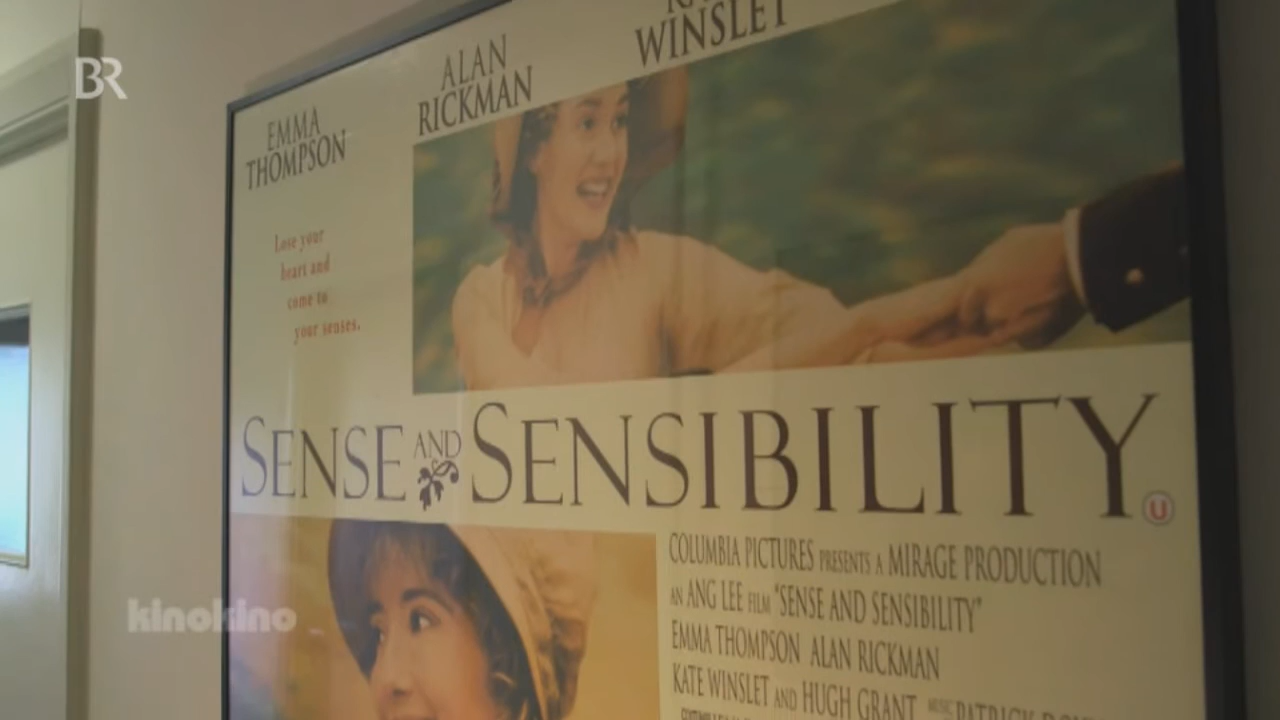 BR
WINSLET
ALAN
RICKMAN
EMMA
THOMPSON
Lose your
heart and
come to
your senses.
SENSE AND SENSIBILITY
U
COLUMBIA PICTURES PRESENTS A MIRAGE PRODUCTION
AN ANG LEE FILM "SENSE AND SENSIBILITY"
EMMA THOMPSON ALAN RICKMAN
KATE WINSLET AND HUGH GRANT MUSIC PATRICK
kinokino